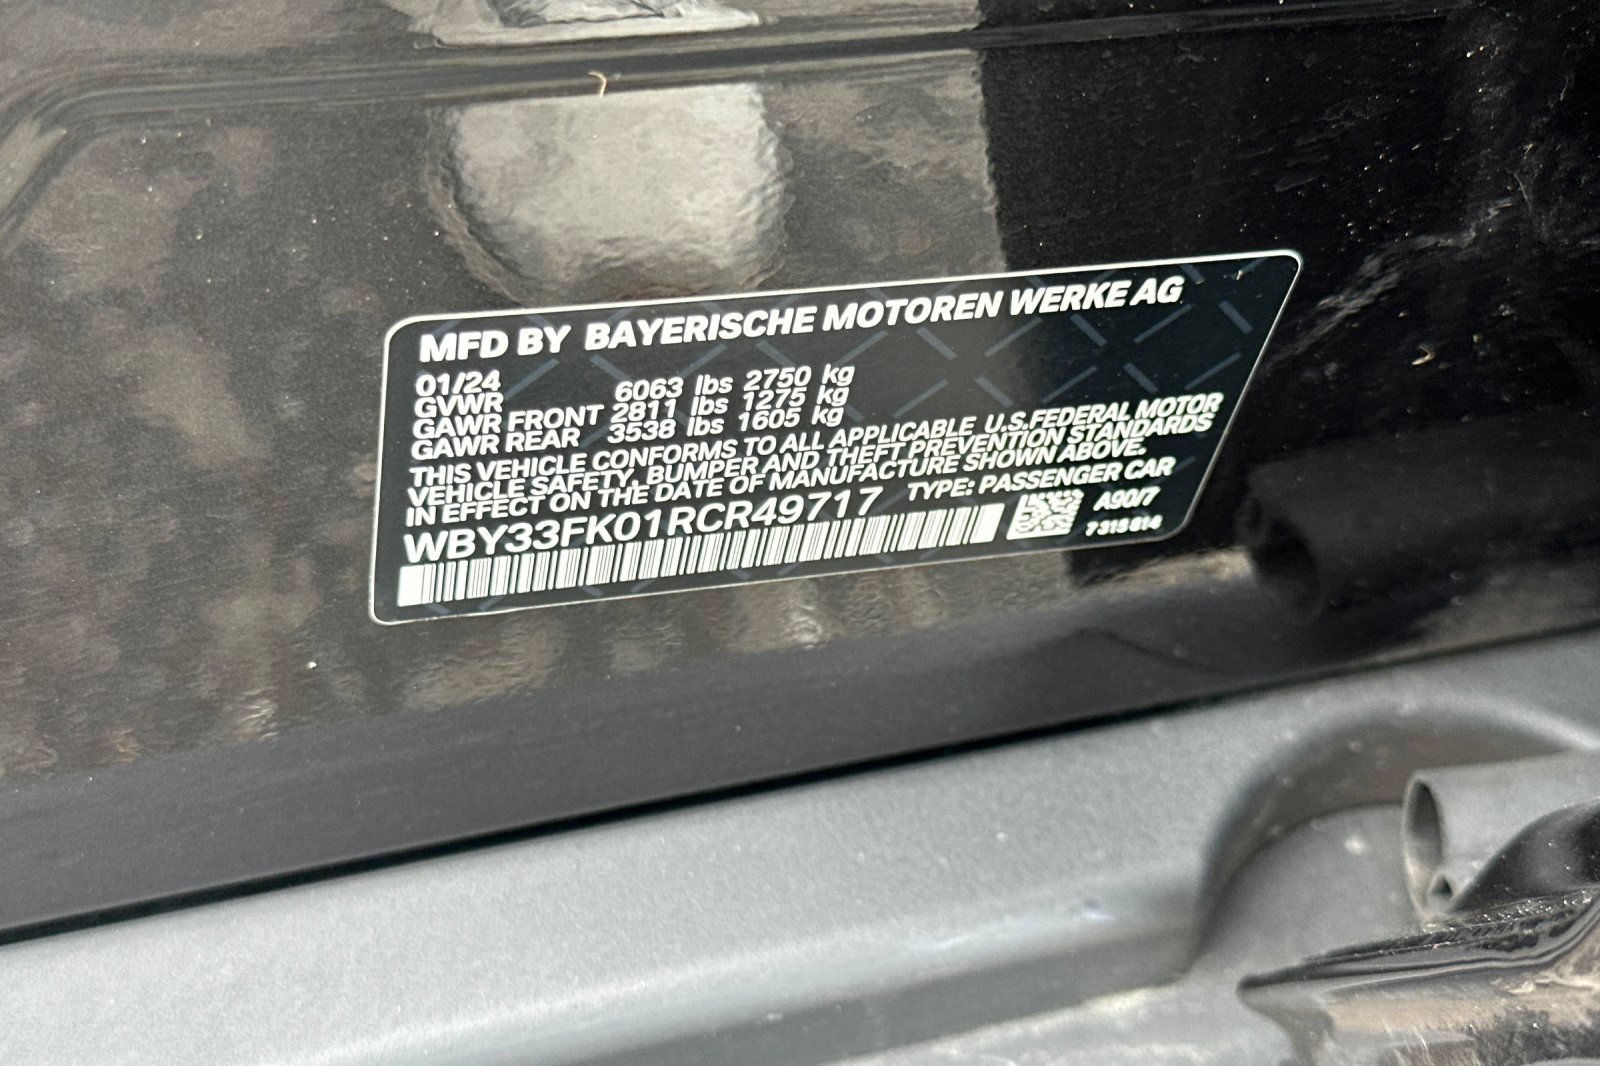 MFD BY BAYERISCHE MOTOREN WERKE AG
01/24
GVWR 6063 lbs 2750 kg
GAWR FRONT 2811 lbs 1275 kg
GAWR REAR 3538 lbs 1605 kg
THIS VEHICLE CONFORMS TO ALL APPLICABLE U.S.FEDERAL MOTOR
VEHICLE SAFETY, BUMPER AND THEFT PREVENTION STANDARDS
IN EFFECT ON THE DATE OF MANUFACTURE SHOWN ABOVE.
WBY33FK01RCR49717 TYPE: PASSENGER CAR
A90/7
7315814